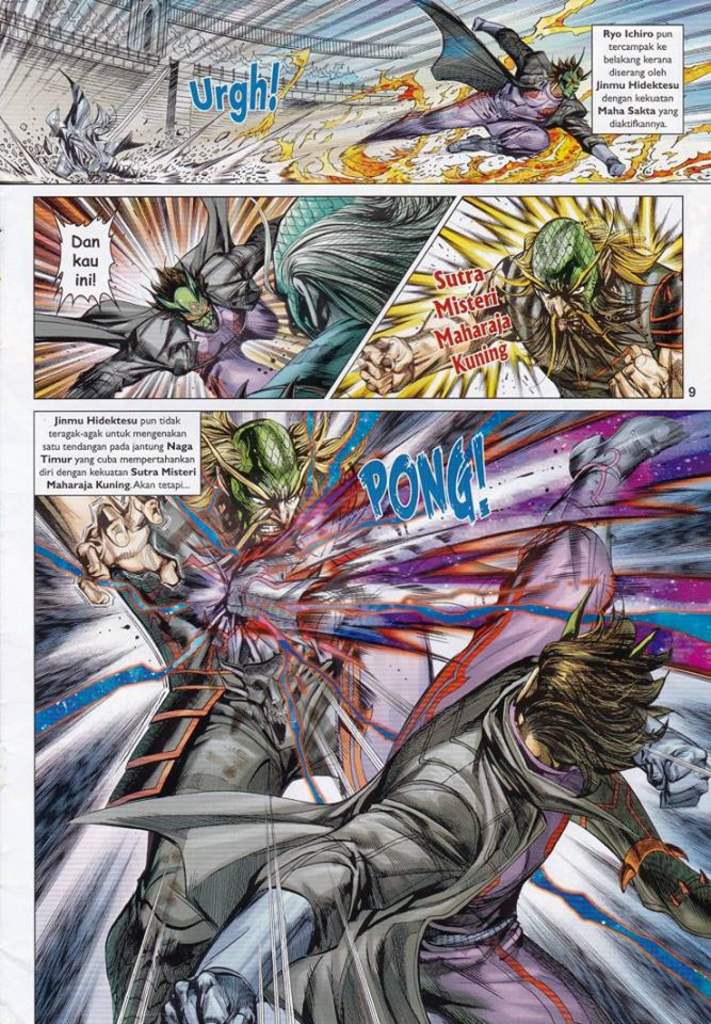 Urgh!
Ryo Ichiro pun
tercampak ke
belakang kerana
diserang oleh
Jinmu Hidektesu
dengan kekuatan
Maha Sakta yang
diaktifkannya.
Dan
kau
ini!
Sutra
Misteri
Maharaja
Kuning
9
Jinmu Hidektesu pun tidak
teragak-agak untuk mengenakan
satu tendangan pada jantung Naga
Timur yang cuba mempertahankan
diri dengan kekuatan Sutra Misteri
Maharaja Kuning. Akan tetapi...
PONG!